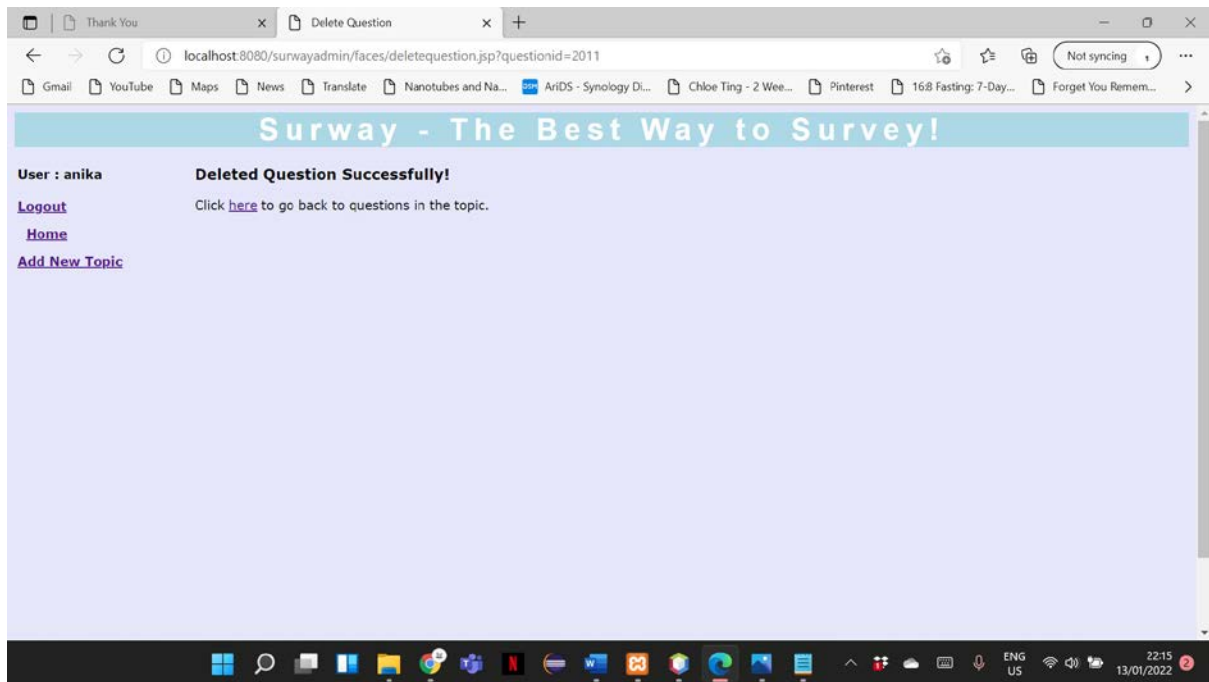 Thank You
Delete Question
localhost:8080/surwayadmin/faces/deletequestion.jsp?questionid=2011
Not syncing
Gmail YouTube Maps News Translate Nanotubes and Na... DSM AriDS - Synology Di... Chloe Ting - 2 Wee... Pinterest 16:8 Fasting: 7-Day... Forget You Remem...
Surway - The Best Way to Survey!
User : anika
Logout
Home
Add New Topic
Deleted Question Successfully!
Click here to go back to questions in the topic.
ENG
US
22:15
13/01/2022
2